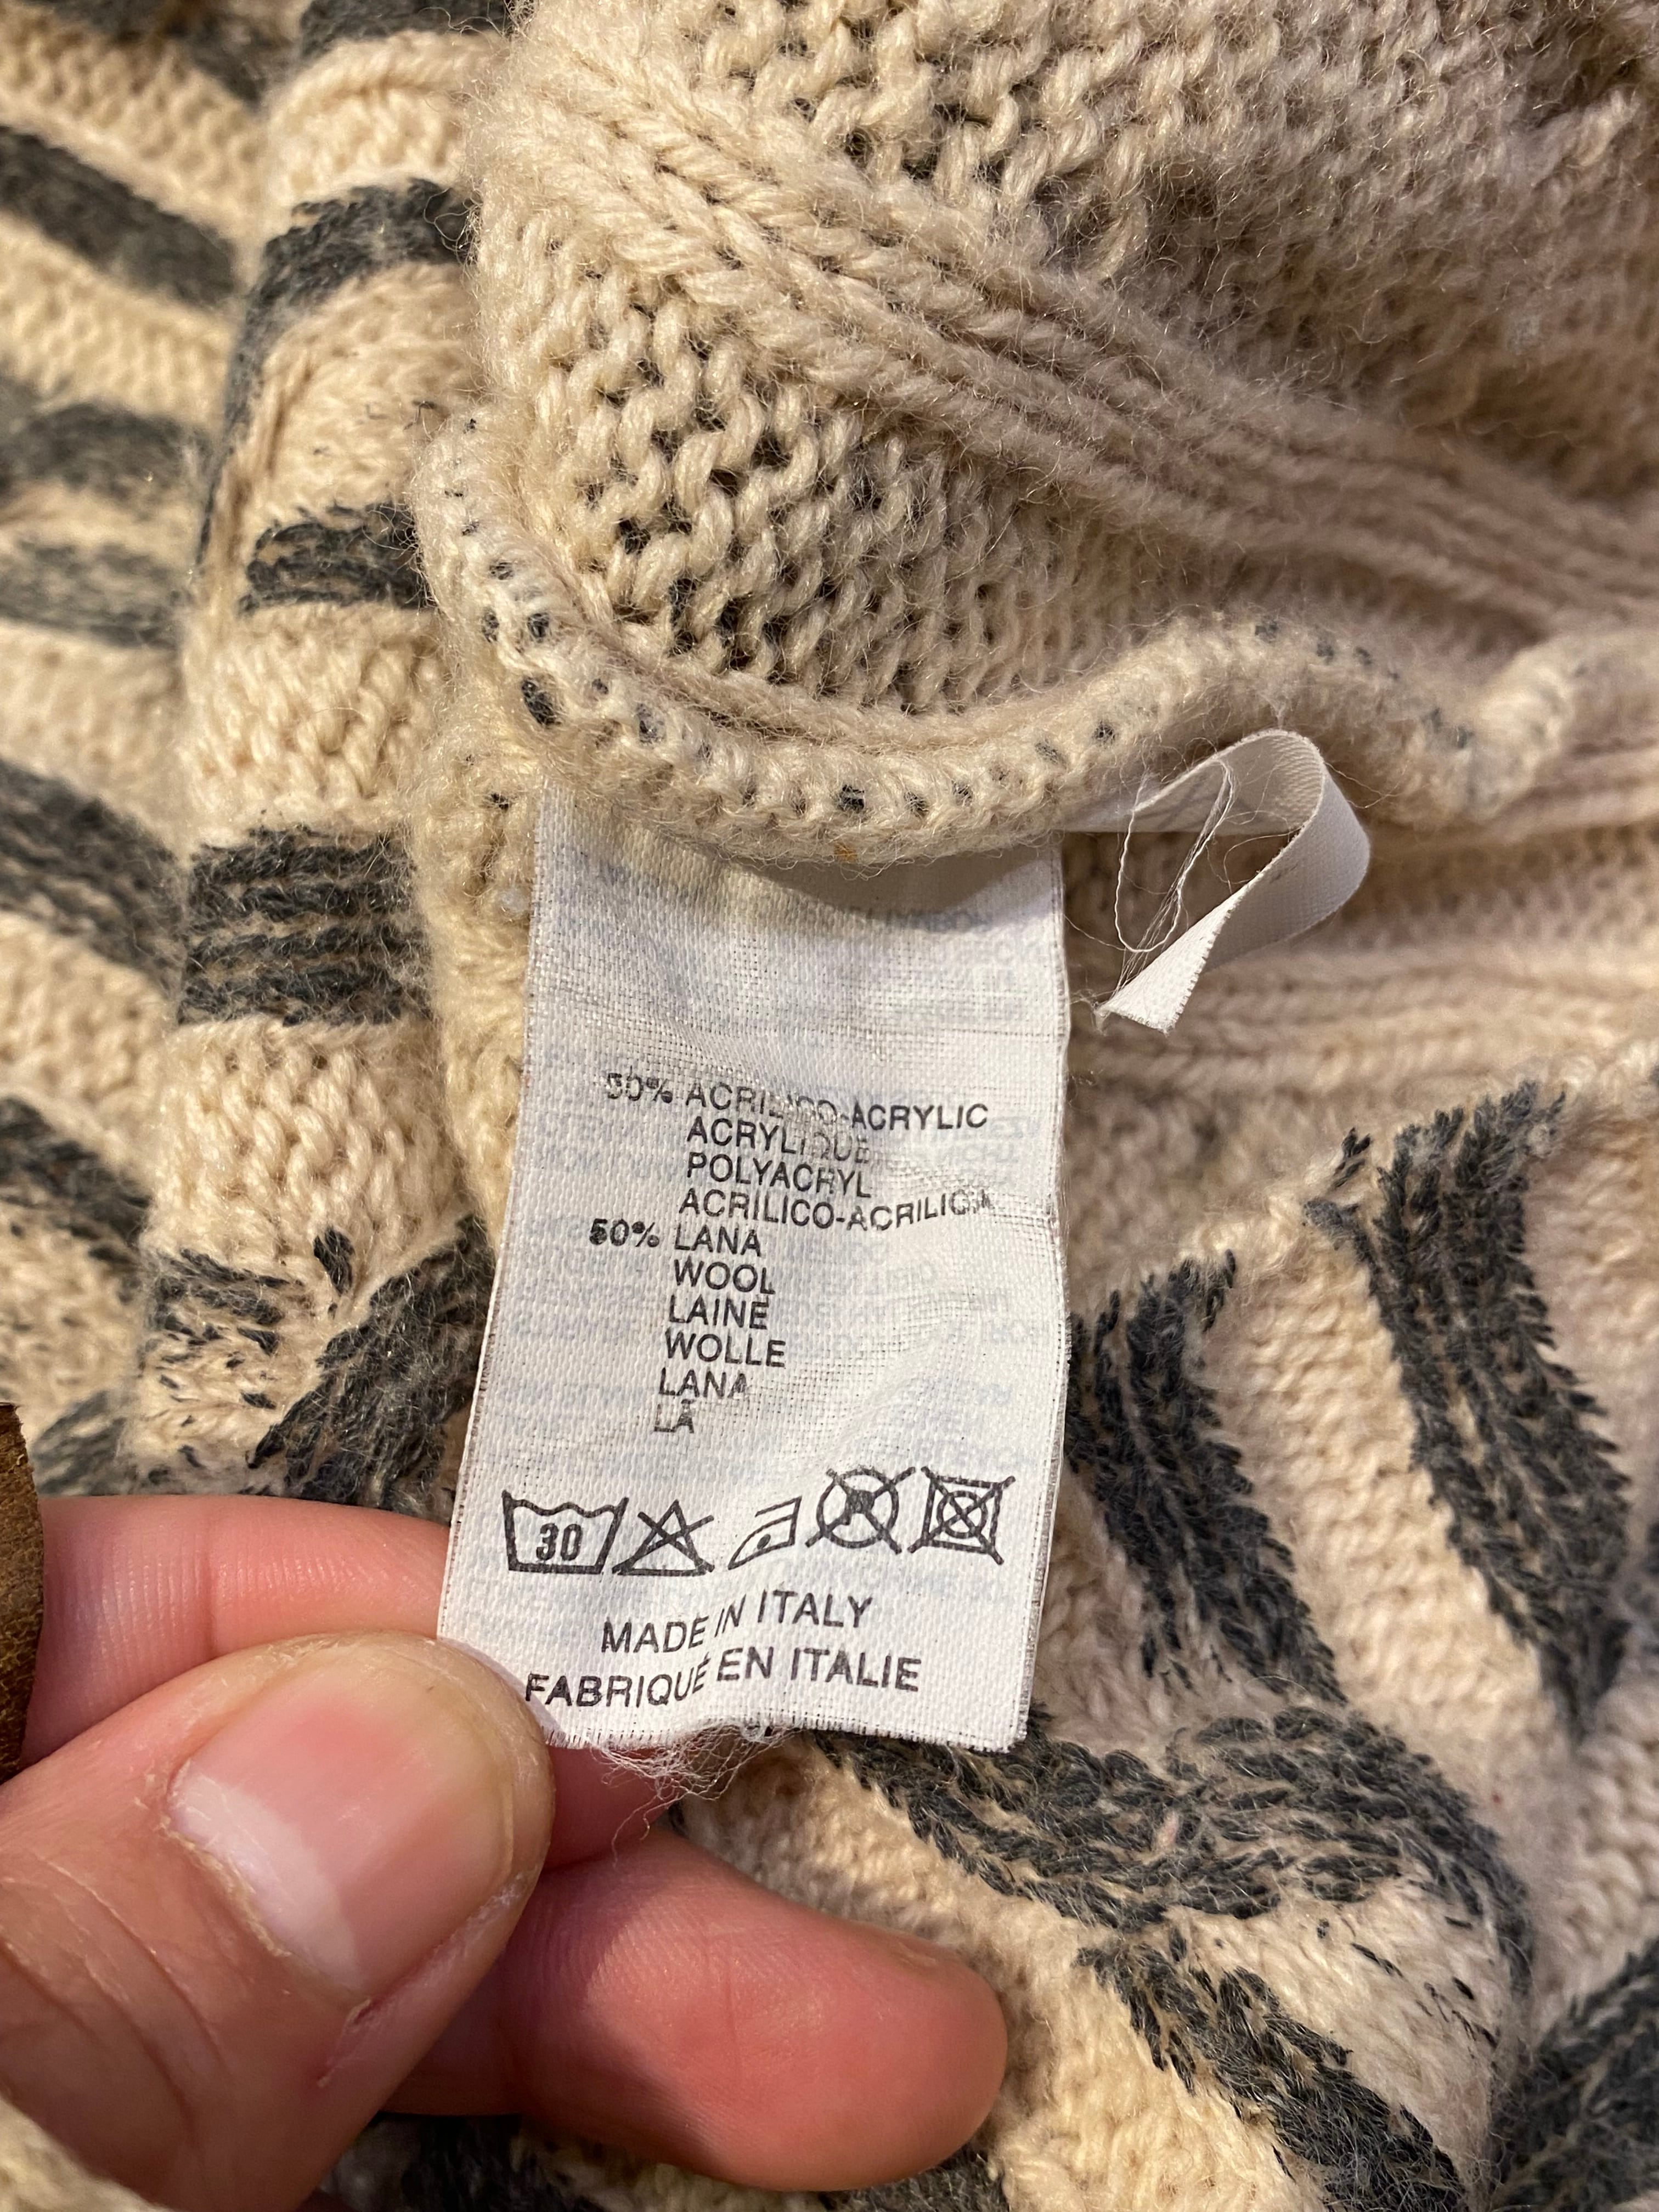 50% ACRILICO-ACRYLIC
ACRYLIQUE
POLYACRYL
ACRILICO-ACRILICA
50% LANA
WOOL
LAINE
WOLLE
LANA
LÃ
30
MADE IN ITALY
FABRIQUÉ EN ITALIE